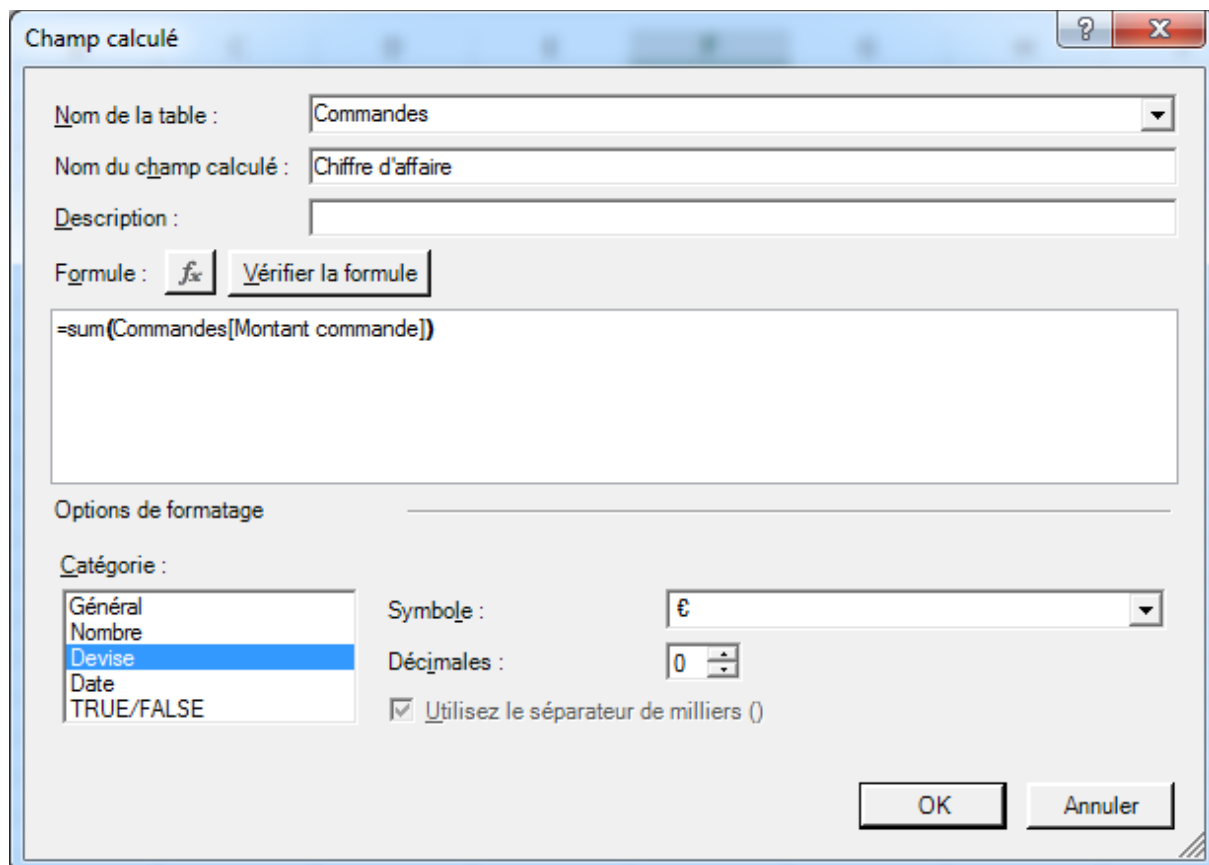 Champ calculé
Nom de la table : Commandes
Nom du champ calculé : Chiffre d'affaire
Description :
Formule : fx Vérifier la formule
=sum(Commandes[Montant commande])
Options de formatage
Catégorie :
Général
Nombre
Devise
Date
TRUE/FALSE
Symbole : €
Décimales : 0
Utilisez le séparateur de milliers ()
OK Annuler